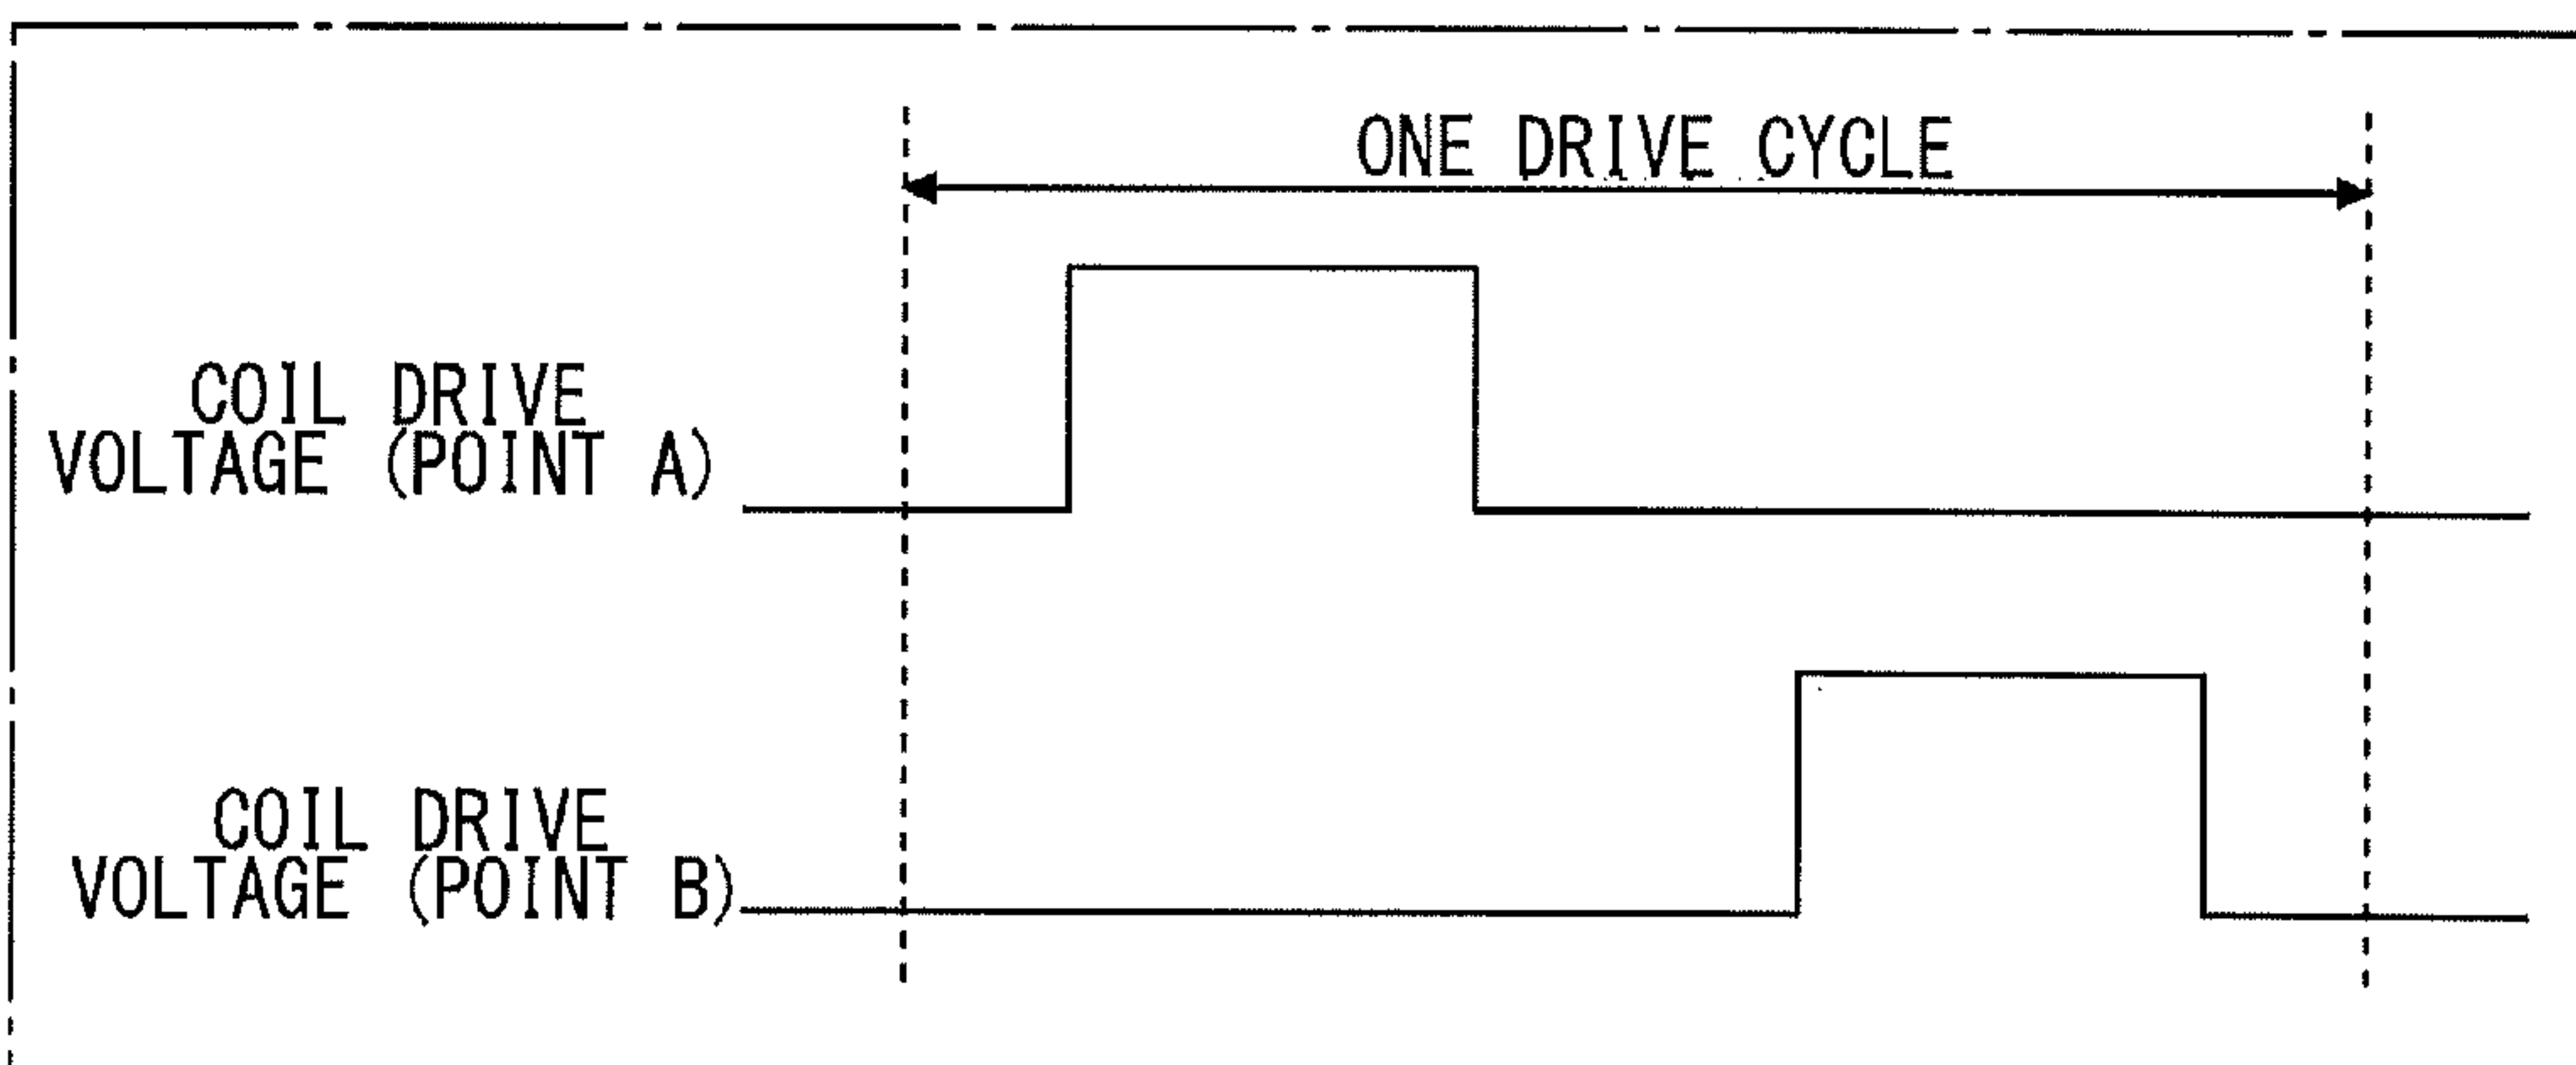 ONE DRIVE CYCLE
COIL DRIVE
VOLTAGE (POINT A)
COIL DRIVE
VOLTAGE (POINT B)